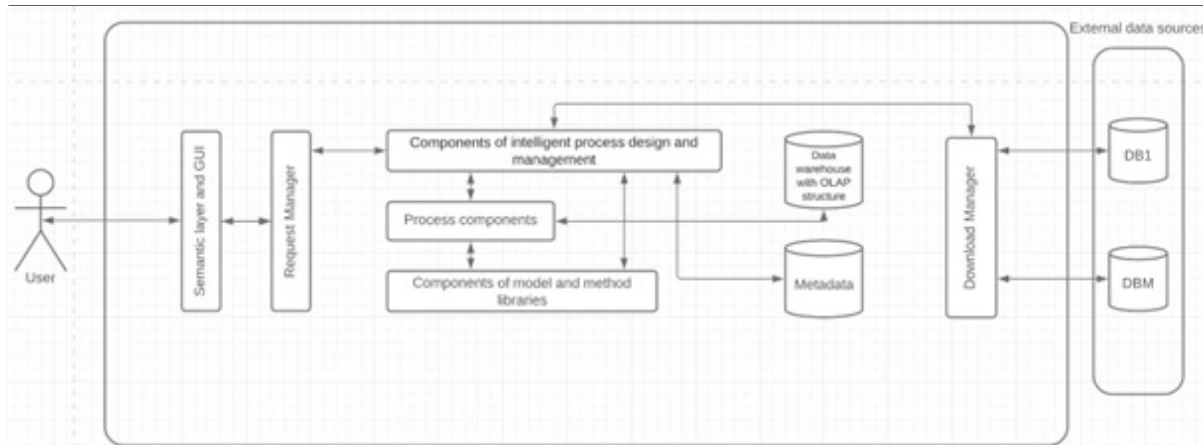 External data sources
Components of intelligent process design and
management
Data
warehouse
with OLAP
structure
DB1
Semantic layer and GUI
Request Manager
Process components
Download Manager
User
Components of model and method
libraries
Metadata
DBM